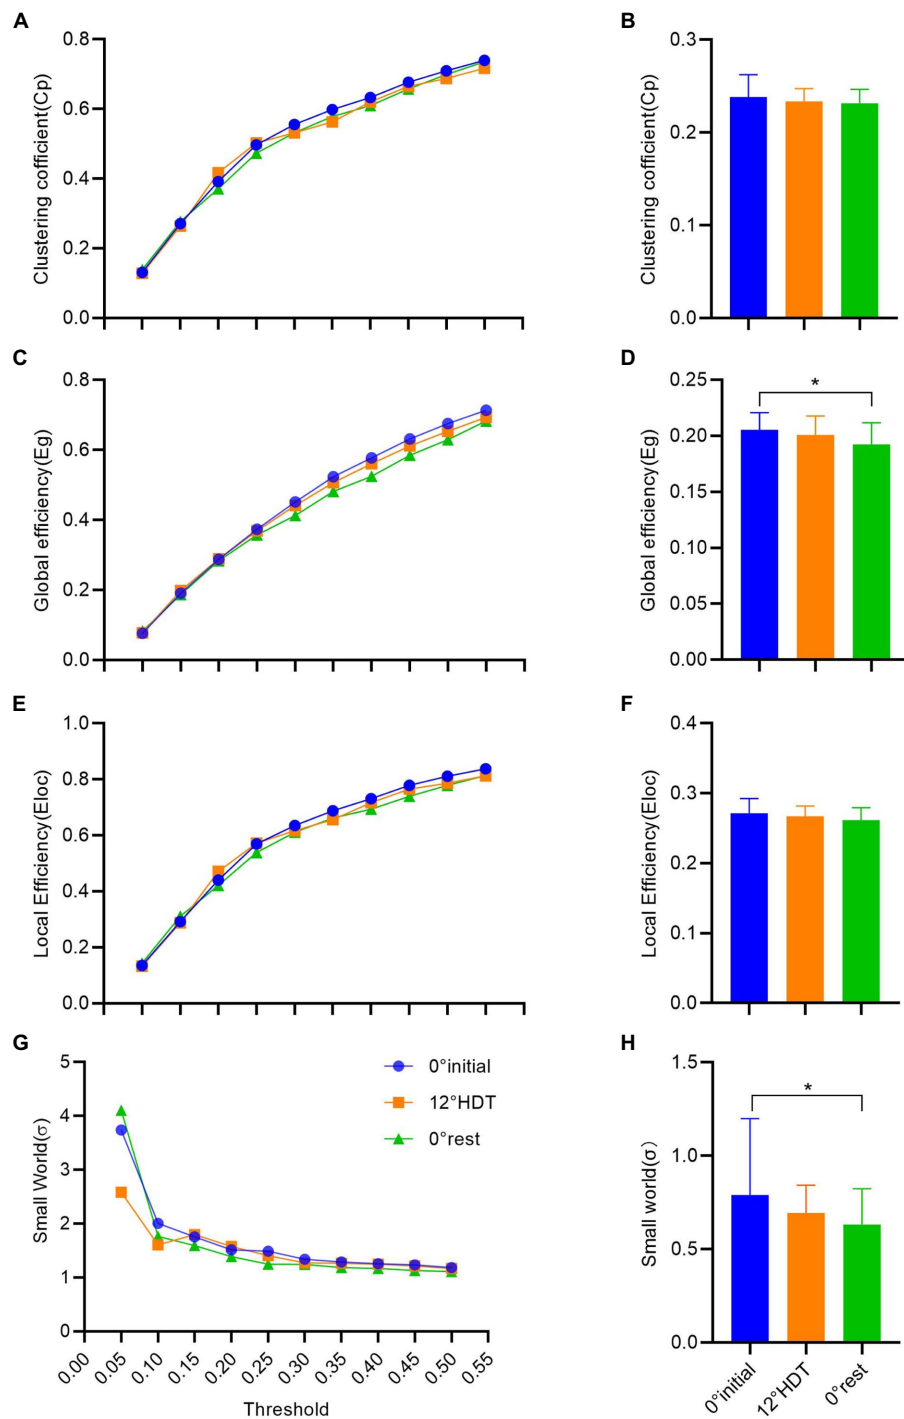 A
Clustering cofficient(Cp)
0.8
0.6
0.4
0.2
0.0
B
Clustering cofficient(Cp)
0.3
0.2
0.1
0.0
C
Global efficiency(Eg)
0.8
0.6
0.4
0.2
0.0
D
Global efficiency(Eg)
0.25
0.20
0.15
0.10
0.05
0.00
*
E
Local Efficiency(Eloc)
1.0
0.8
0.6
0.4
0.2
0.0
F
Local Efficiency(Eloc)
0.4
0.3
0.2
0.1
0.0
G
Small World(σ)
5
4
3
2
1
0
0°initial
12°HDT
0°rest
0.00 0.05 0.10 0.15 0.20 0.25 0.30 0.35 0.40 0.45 0.50 0.55
Threshold
H
Small world(σ)
1.5
1.0
0.5
0.0
*
0°initial 12°HDT 0°rest